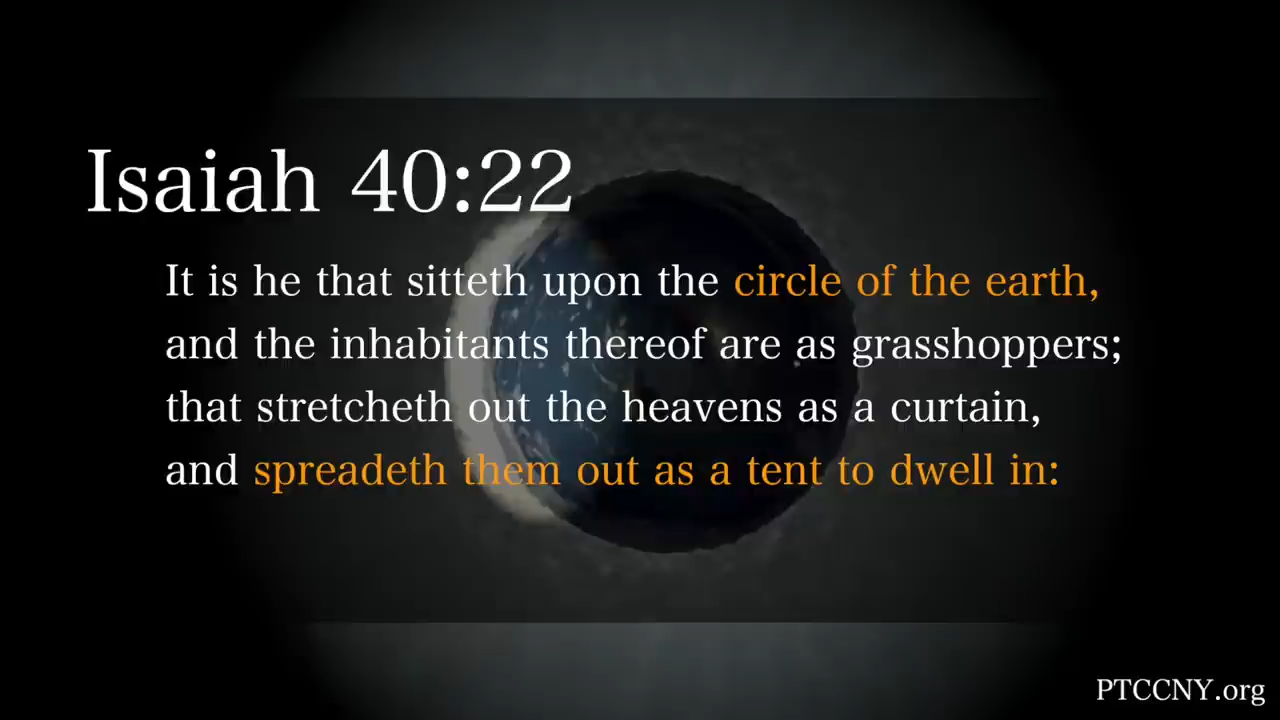 Isaiah 40:22
It is he that sitteth upon the circle of the earth,
and the inhabitants thereof are as grasshoppers;
that stretcheth out the heavens as a curtain,
and spreadeth them out as a tent to dwell in:
PTCCNY.org